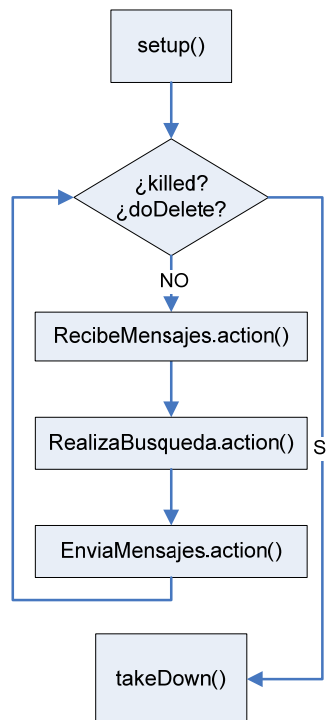 setup()
¿killed?
¿doDelete?
NO
RecibeMensajes.action()
RealizaBusqueda.action()
S
EnviaMensajes.action()
takeDown()